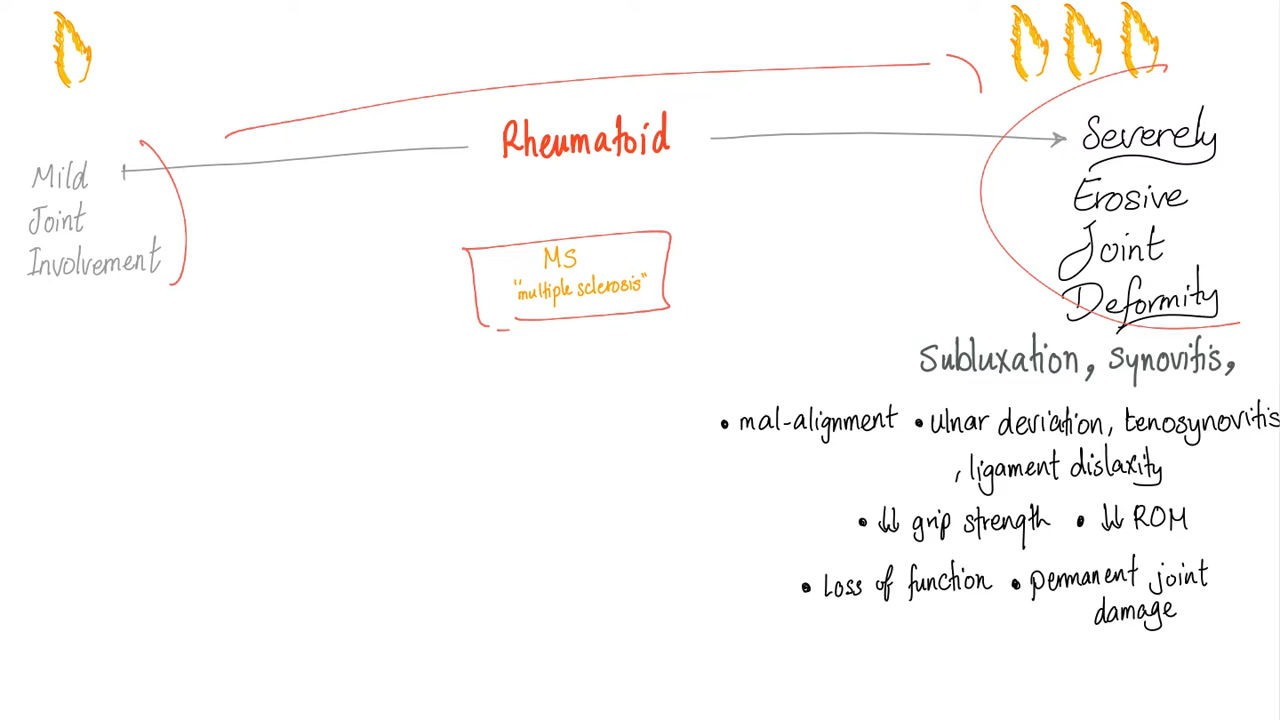 Rheumatoid
Mild
Joint
Involvement
Severely
Erosive
Joint
Deformity
MS
"multiple sclerosis"
subluxation, synovitis,
• mal-alignment • ulnar deviation, tenosynovitis
, ligament dislaxity
• ↓↓ grip strength • ↓↓ ROM
• Loss of function • permanent joint
damage